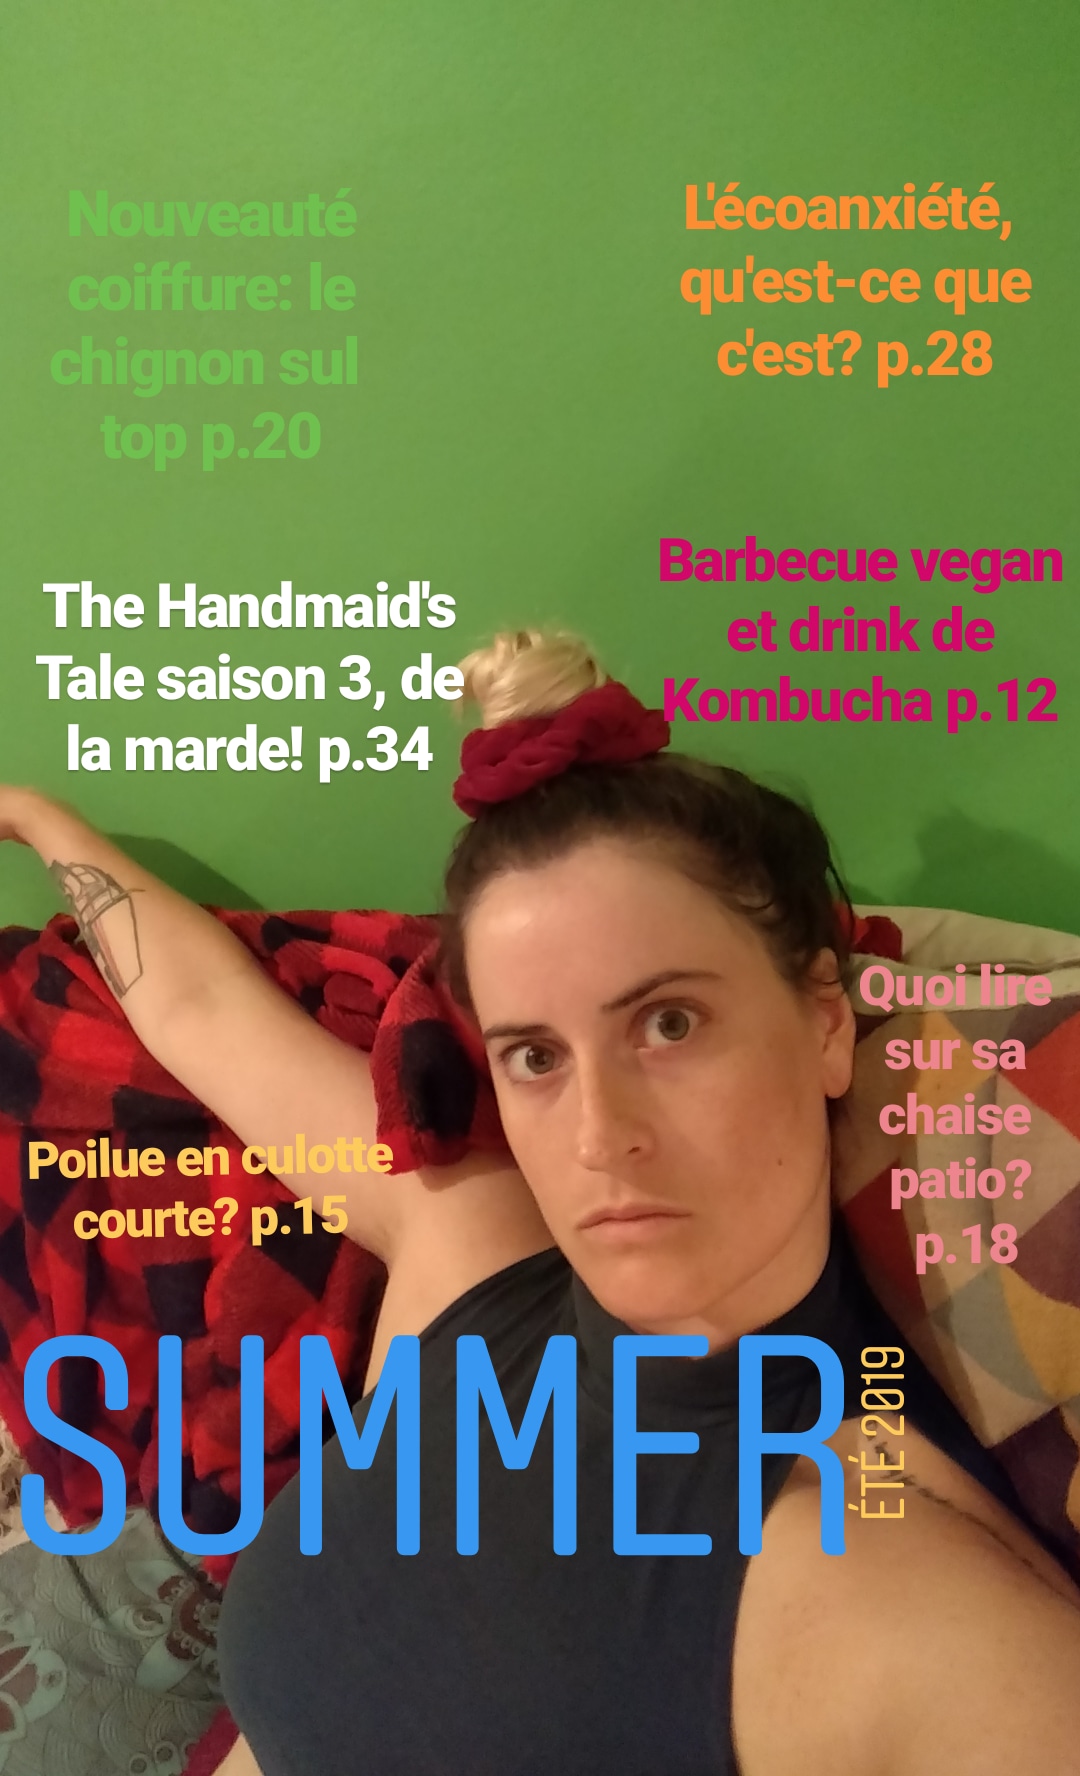 Nouveauté
coiffure: le
chignon sul
top p.20
L'écoanxiété,
qu'est-ce que
c'est? p.28
The Handmaid's
Tale saison 3, de
la marde! p.34
Barbecue vegan
et drink de
Kombucha p.12
Quoi lire
sur sa
chaise
patio?
p.18
Poilue en culotte
courte? p.15
SUMMER
ÉTÉ 2019